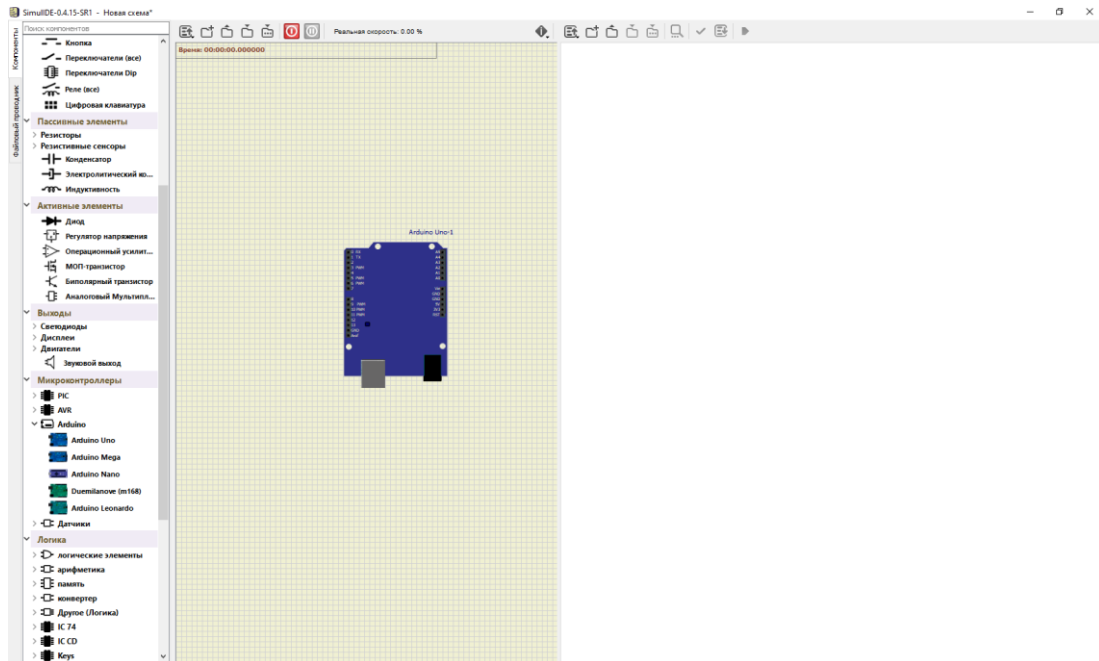 SimulIDE-0.4.15-SR1 - Новая схема*
Компоненты
Файловый проводник
Поиск компонентов
Кнопка
Переключатели (все)
Переключатели Dip
Реле (все)
Цифровая клавиатура
Пассивные элементы
Резисторы
Резистивные сенсоры
Конденсатор
Электролитический ко...
Индуктивность
Активные элементы
Диод
Регулятор напряжения
Операционный усилит...
МОП-транзистор
Биполярный транзистор
Аналоговый Мультипл...
Выходы
Светодиоды
Дисплеи
Двигатели
Звуковой выход
Микроконтроллеры
PIC
AVR
Arduino
Arduino Uno
Arduino Mega
Arduino Nano
Duemilanove (m168)
Arduino Leonardo
Датчики
Логика
логические элементы
арифметика
память
конвертер
Другое (Логика)
IC 74
IC CD
Keys
Реальная скорость: 0.00 %
Время: 00:00:00.000000
Arduino Uno-1